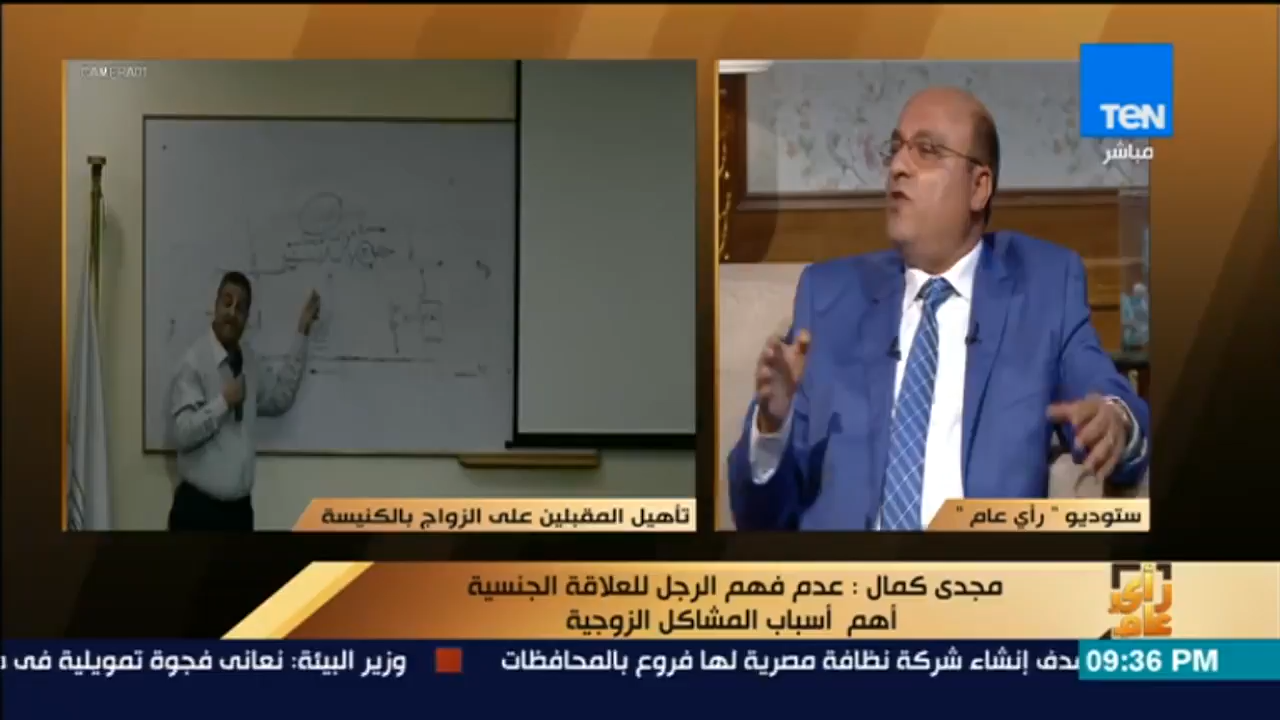 CAMERA01
TEN
مباشر
تأهيل المقبلين على الزواج بالكنيسة
ستوديو " رأي عام "
مجدى كمال : عدم فهم الرجل للعلاقة الجنسية
أهم أسباب المشاكل الزوجية
رأي عام
هدف إنشاء شركة نظافة مصرية لها فروع بالمحافظات
وزير البيئة: نعانى فجوة تمويلية فى
09:36 PM